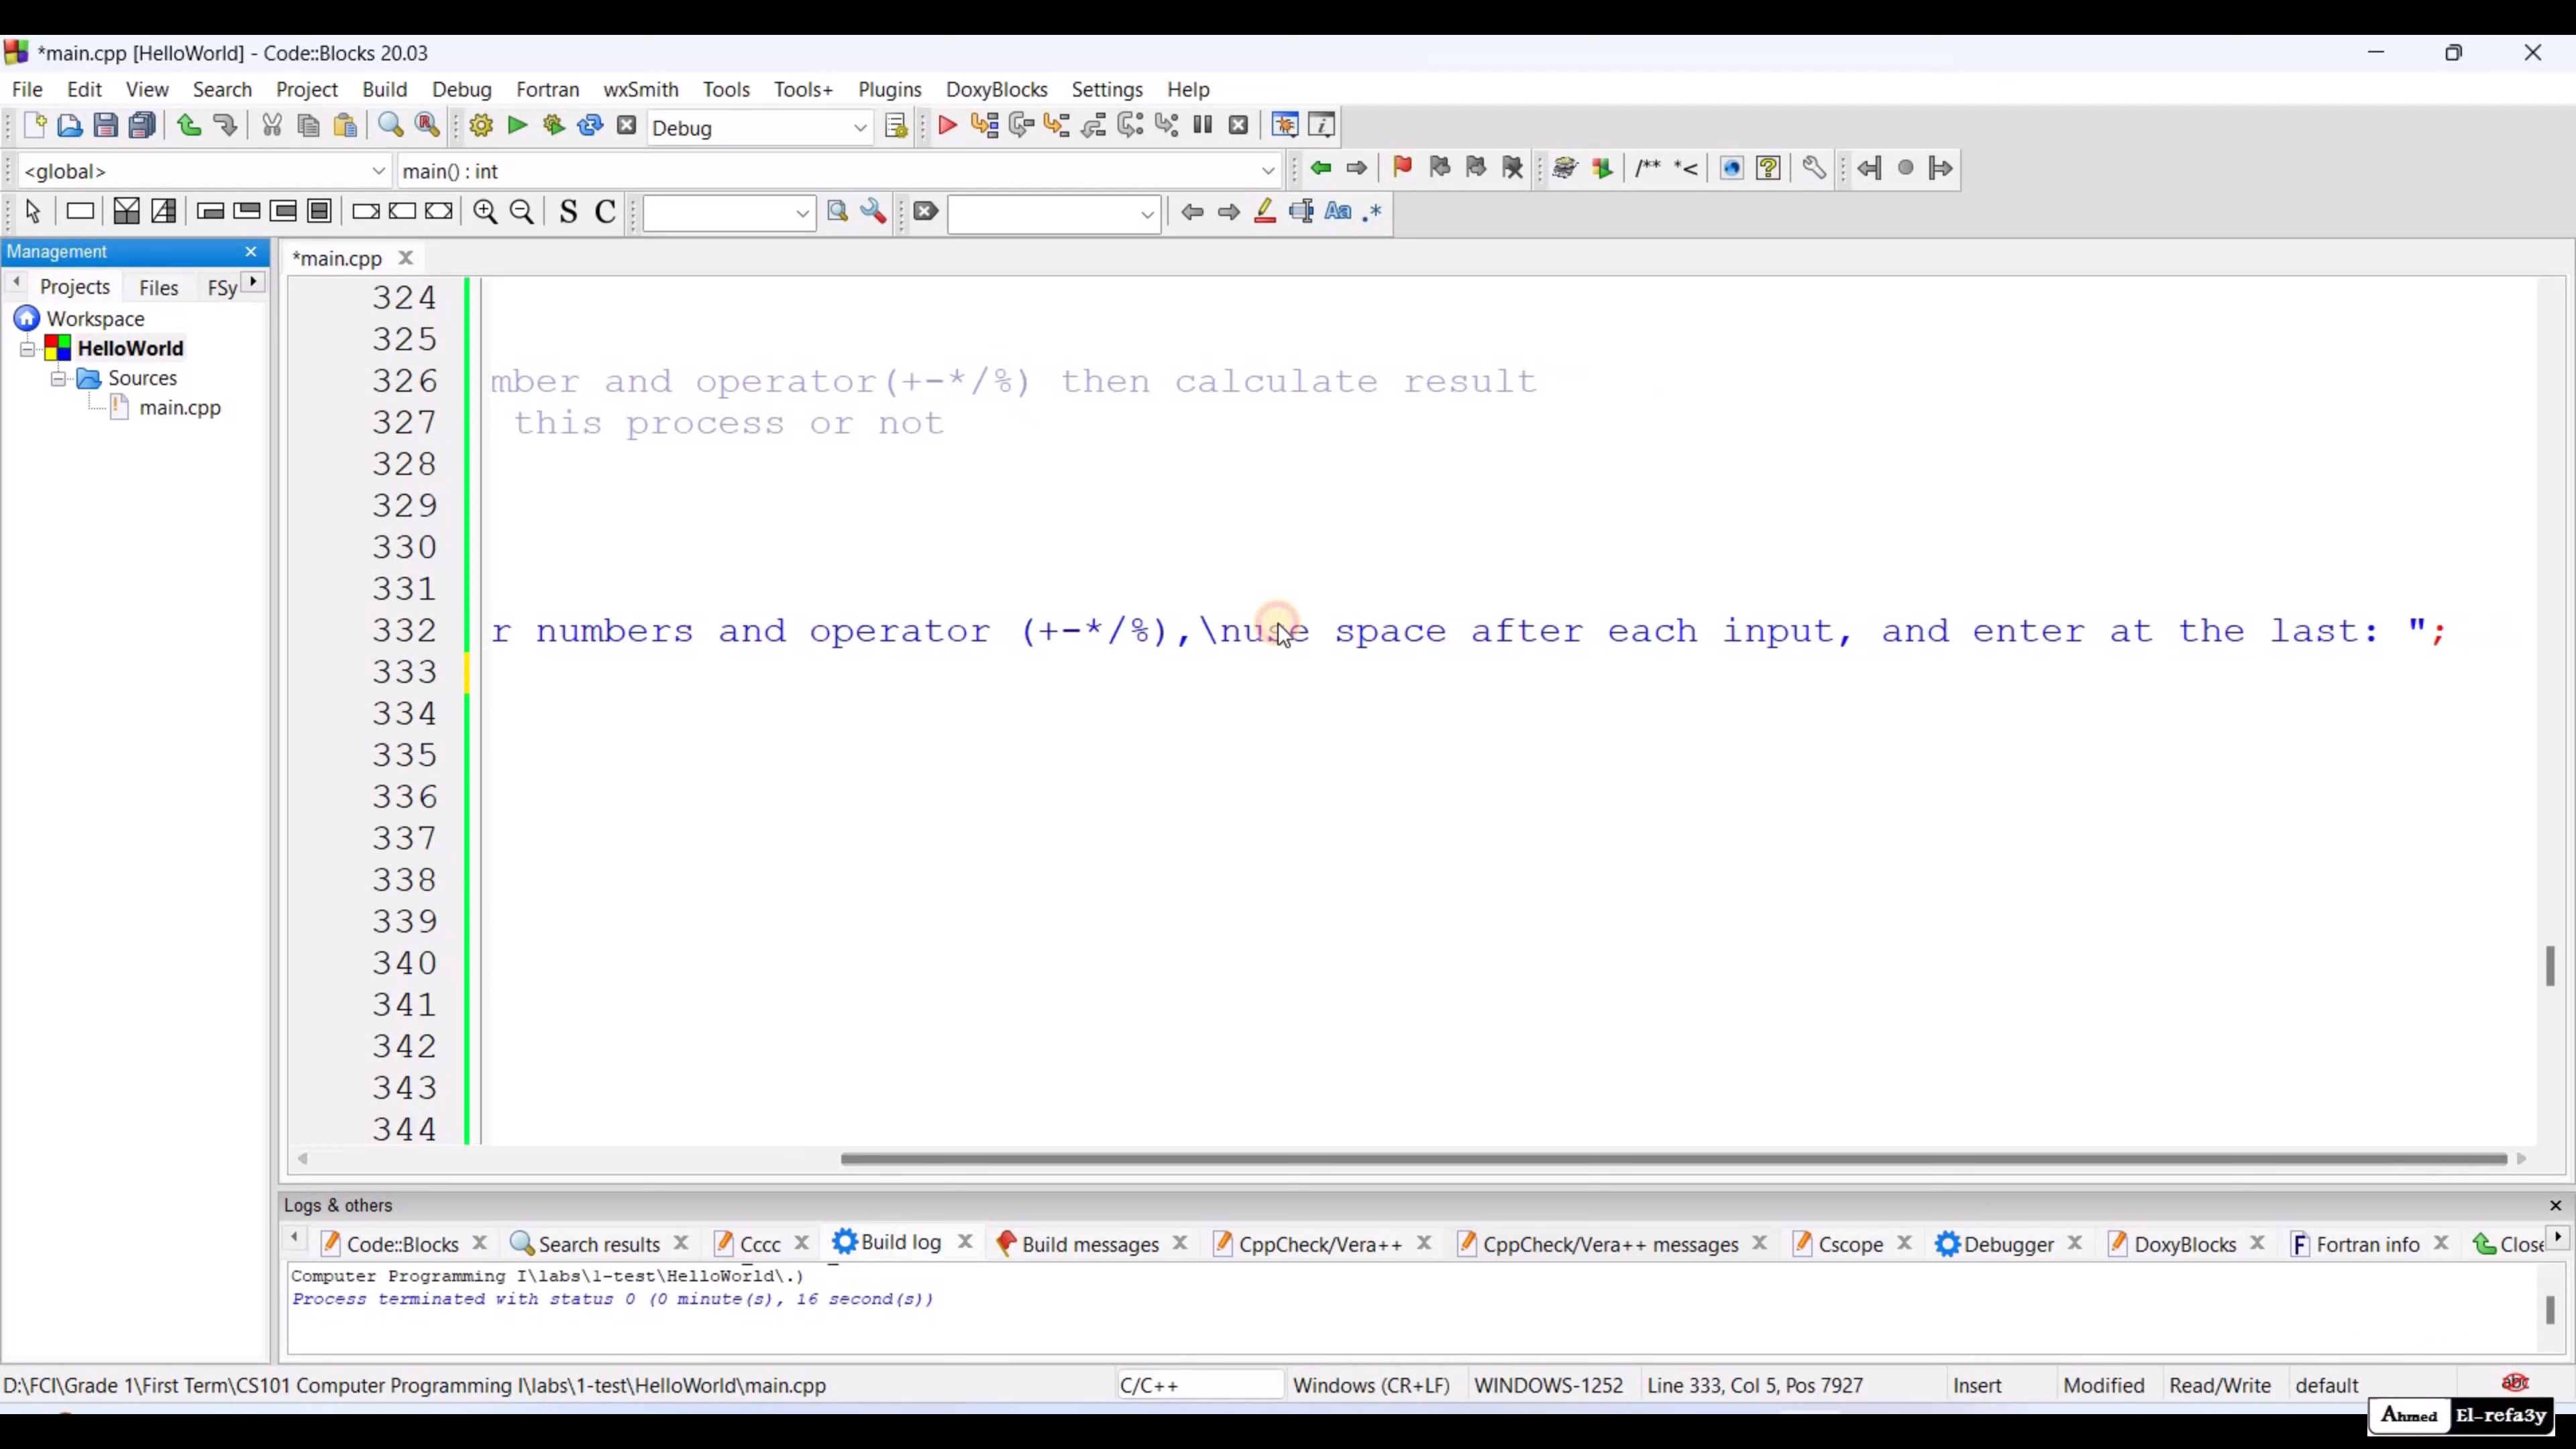 *main.cpp [HelloWorld] - Code::Blocks 20.03
File Edit View Search Project Build Debug Fortran wxSmith Tools Tools+ Plugins DoxyBlocks Settings Help
Debug
<global> main() : int
/** *<
S C Aa .*
Management
*main.cpp
Projects Files FSy
Workspace
HelloWorld
Sources
main.cpp
324
325
326 mber and operator(+-*/%) then calculate result
327 this process or not
328
329
330
331
332 r numbers and operator (+-*/%),\nuse space after each input, and enter at the last: ";
333
334
335
336
337
338
339
340
341
342
343
344
Logs & others
Code::Blocks Search results Cccc Build log Build messages CppCheck/Vera++ CppCheck/Vera++ messages Cscope Debugger DoxyBlocks Fortran info Close
Computer Programming I\labs\1-test\HelloWorld\.)
Process terminated with status 0 (0 minute(s), 16 second(s))
D:\FCI\Grade 1\First Term\CS101 Computer Programming I\labs\1-test\HelloWorld\main.cpp C/C++ Windows (CR+LF) WINDOWS-1252 Line 333, Col 5, Pos 7927 Insert Modified Read/Write default
Ahmed El-refa3y